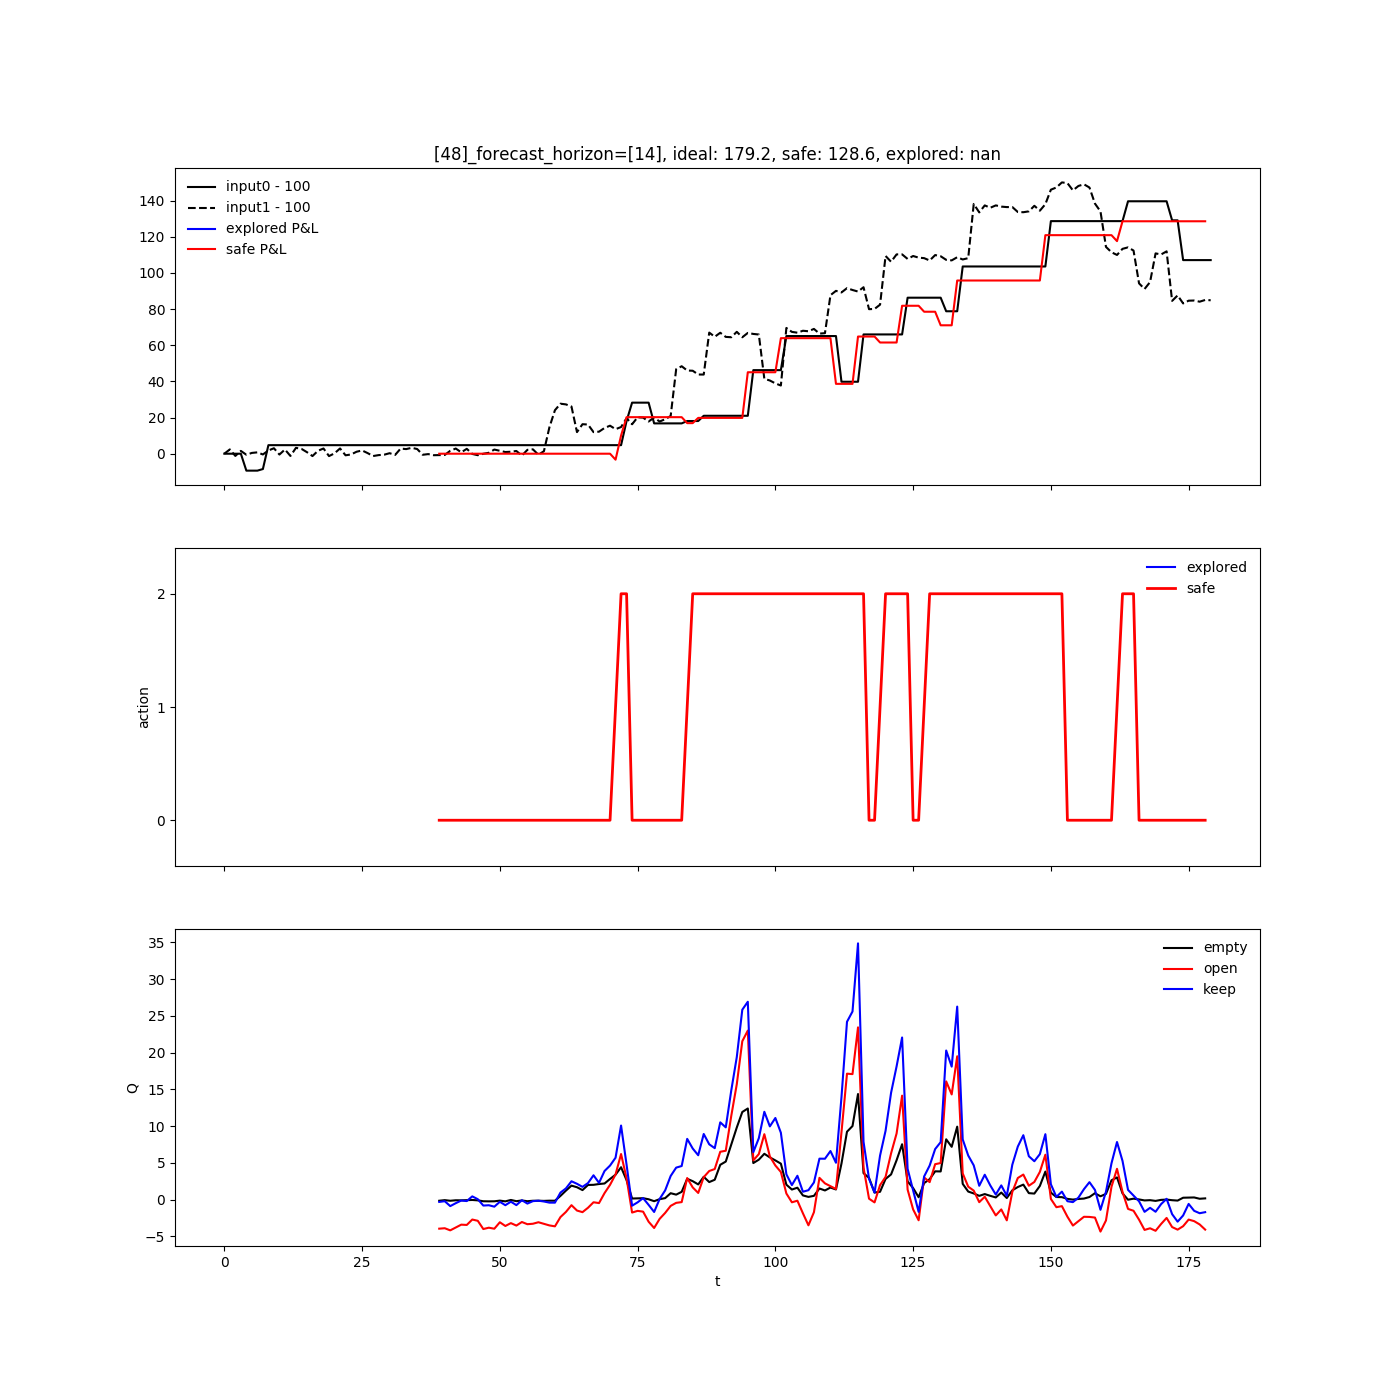 [48]_forecast_horizon=[14], ideal: 179.2, safe: 128.6, explored: nan
input0 - 100
input1 - 100
explored P&L
safe P&L
140
120
100
80
60
40
20
0
explored
safe
2
1
0
action
empty
open
keep
35
30
25
20
15
10
5
0
−5
Q
0 25 50 75 100 125 150 175
t